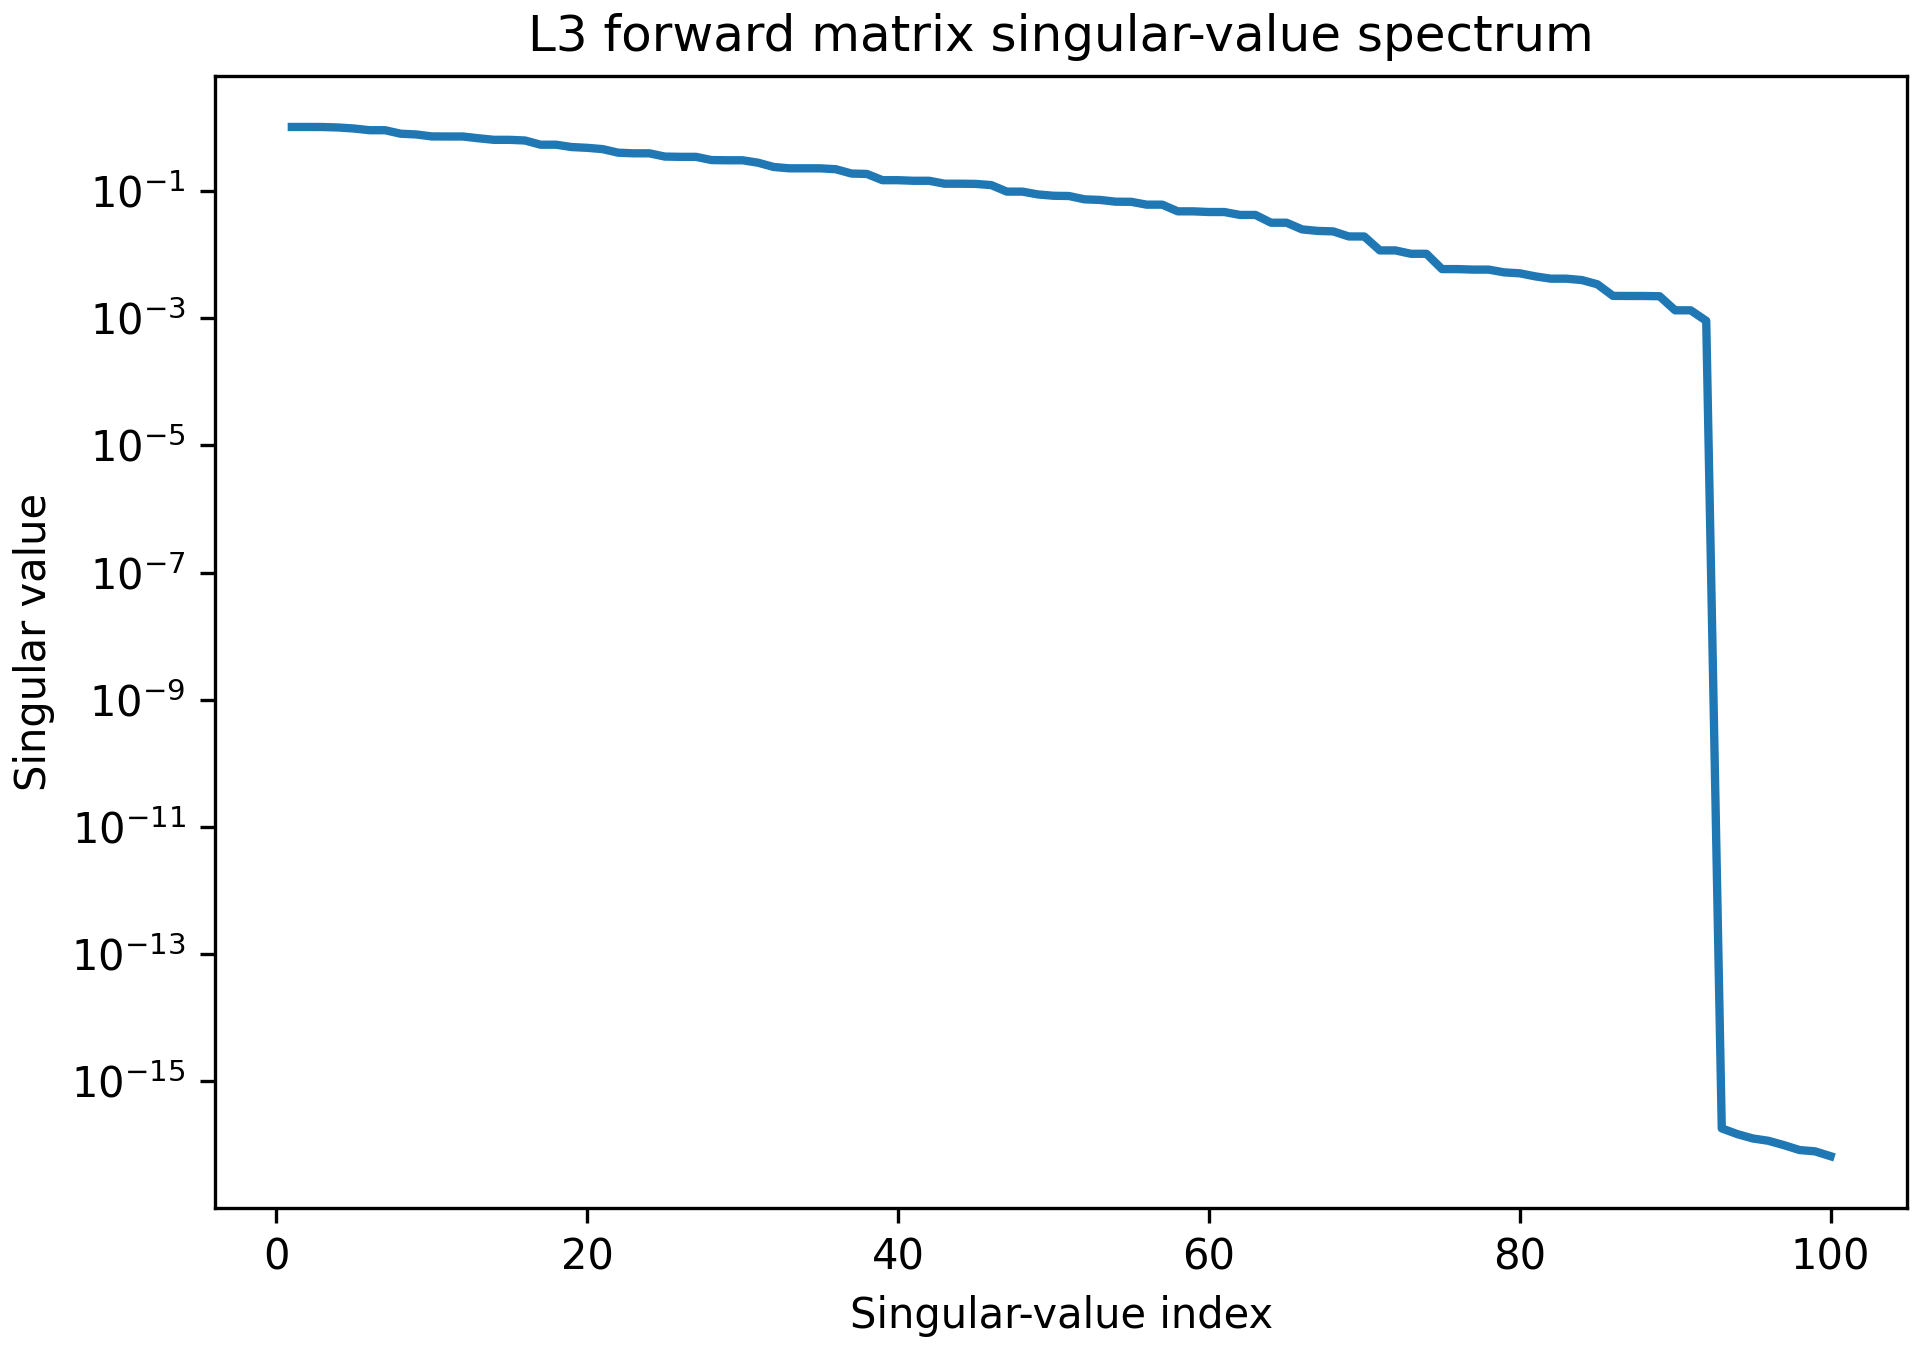 L3 forward matrix singular-value spectrum
Singular value
10⁻¹
10⁻³
10⁻⁵
10⁻⁷
10⁻⁹
10⁻¹¹
10⁻¹³
10⁻¹⁵
0 20 40 60 80 100
Singular-value index